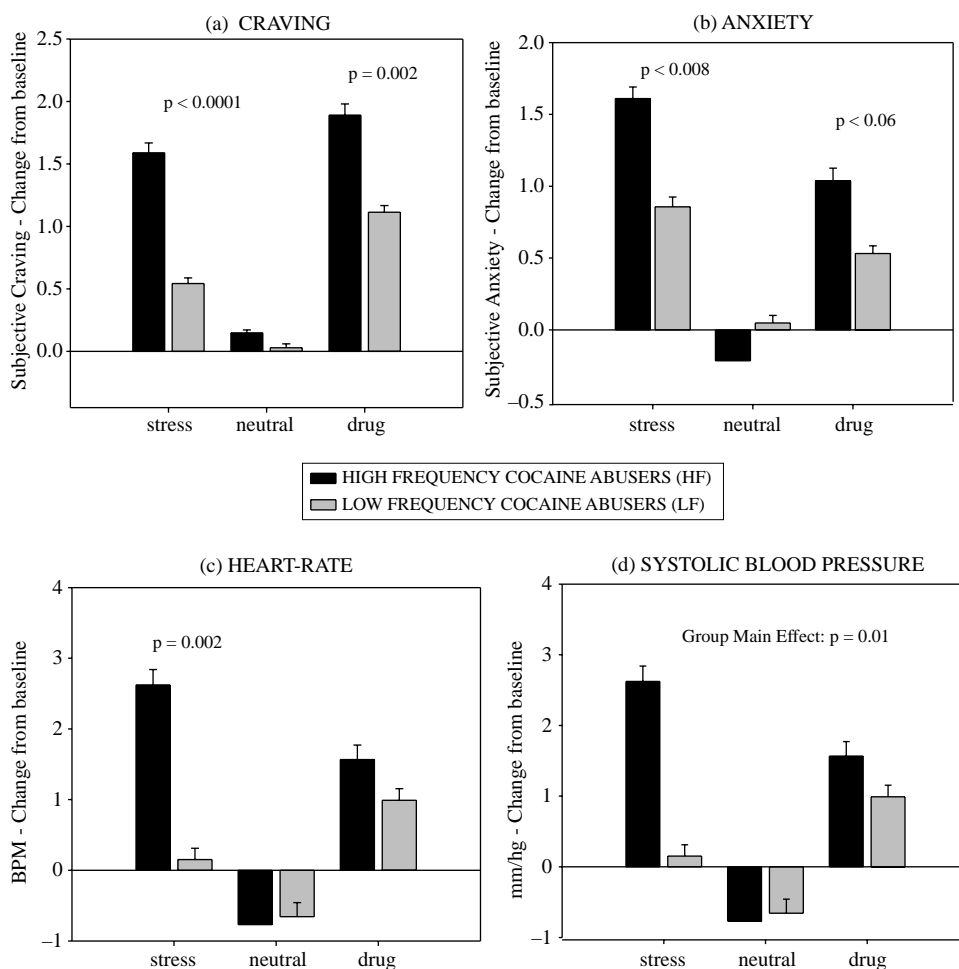 (a) CRAVING
Subjective Craving - Change from baseline
2.5
2.0
1.5
1.0
0.5
0.0
p < 0.0001
p = 0.002
stress neutral drug
(b) ANXIETY
Subjective Anxiety - Change from baseline
2.0
1.5
1.0
0.5
0.0
–0.5
p < 0.008
p < 0.06
stress neutral drug
HIGH FREQUENCY COCAINE ABUSERS (HF)
LOW FREQUENCY COCAINE ABUSERS (LF)
(c) HEART-RATE
BPM - Change from baseline
4
3
2
1
0
–1
p = 0.002
stress neutral drug
(d) SYSTOLIC BLOOD PRESSURE
mm/hg - Change from baseline
4
3
2
1
0
–1
Group Main Effect: p = 0.01
stress neutral drug